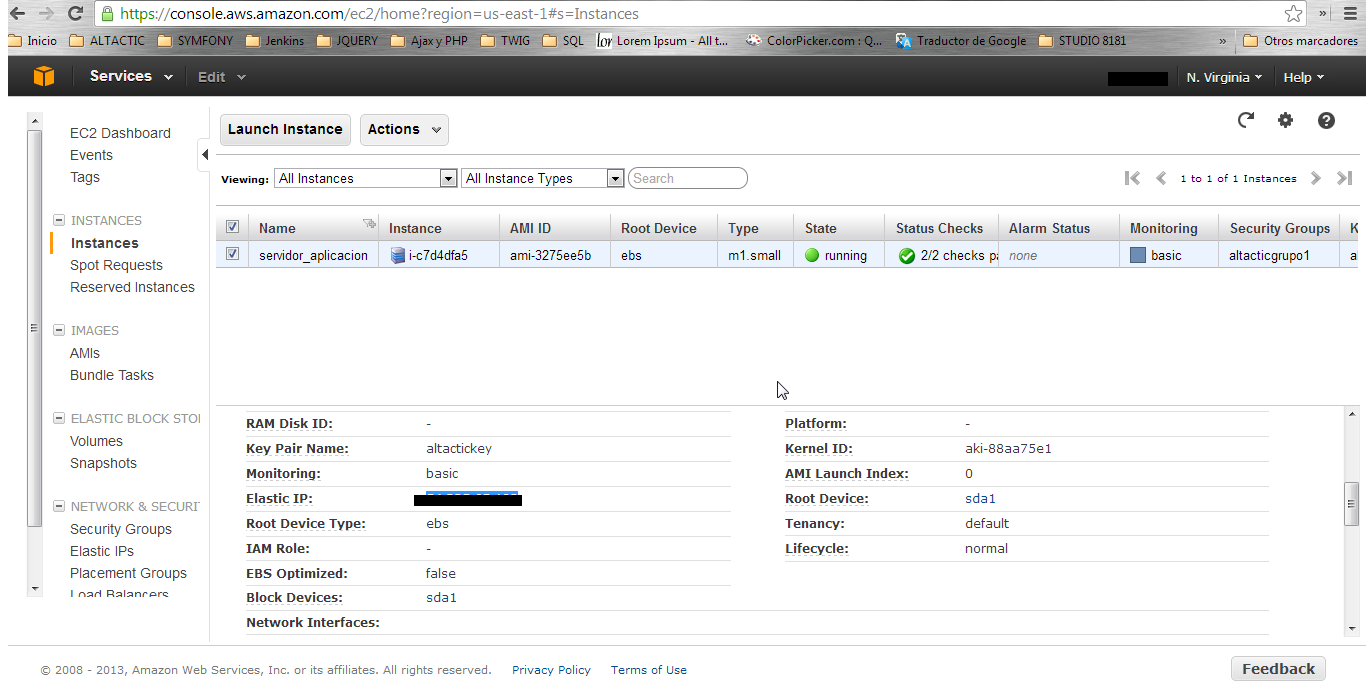 https://console.aws.amazon.com/ec2/home?region=us-east-1#s=Instances
Inicio ALTACTIC SYMFONY Jenkins JQUERY Ajax y PHP TWIG SQL Lorem Ipsum - All t... ColorPicker.com : Q... Traductor de Google STUDIO 8181 » Otros marcadores
Services Edit N. Virginia Help
Launch Instance Actions
EC2 Dashboard
Events
Tags
INSTANCES
Instances
Spot Requests
Reserved Instances
IMAGES
AMIs
Bundle Tasks
ELASTIC BLOCK STO
Volumes
Snapshots
NETWORK & SECURIT
Security Groups
Elastic IPs
Placement Groups
Load Balancers
Viewing: All Instances All Instance Types Search 1 to 1 of 1 Instances
Name Instance AMI ID Root Device Type State Status Checks Alarm Status Monitoring Security Groups K
servidor_aplicacion i-c7d4dfa5 ami-3275ee5b ebs m1.small running 2/2 checks pa none basic altacticgrupo1 al
RAM Disk ID: - Platform: -
Key Pair Name: altactickey Kernel ID: aki-88aa75e1
Monitoring: basic AMI Launch Index: 0
Elastic IP: Root Device: sda1
Root Device Type: ebs Tenancy: default
IAM Role: - Lifecycle: normal
EBS Optimized: false
Block Devices: sda1
Network Interfaces:
© 2008 - 2013, Amazon Web Services, Inc. or its affiliates. All rights reserved. Privacy Policy Terms of Use Feedback